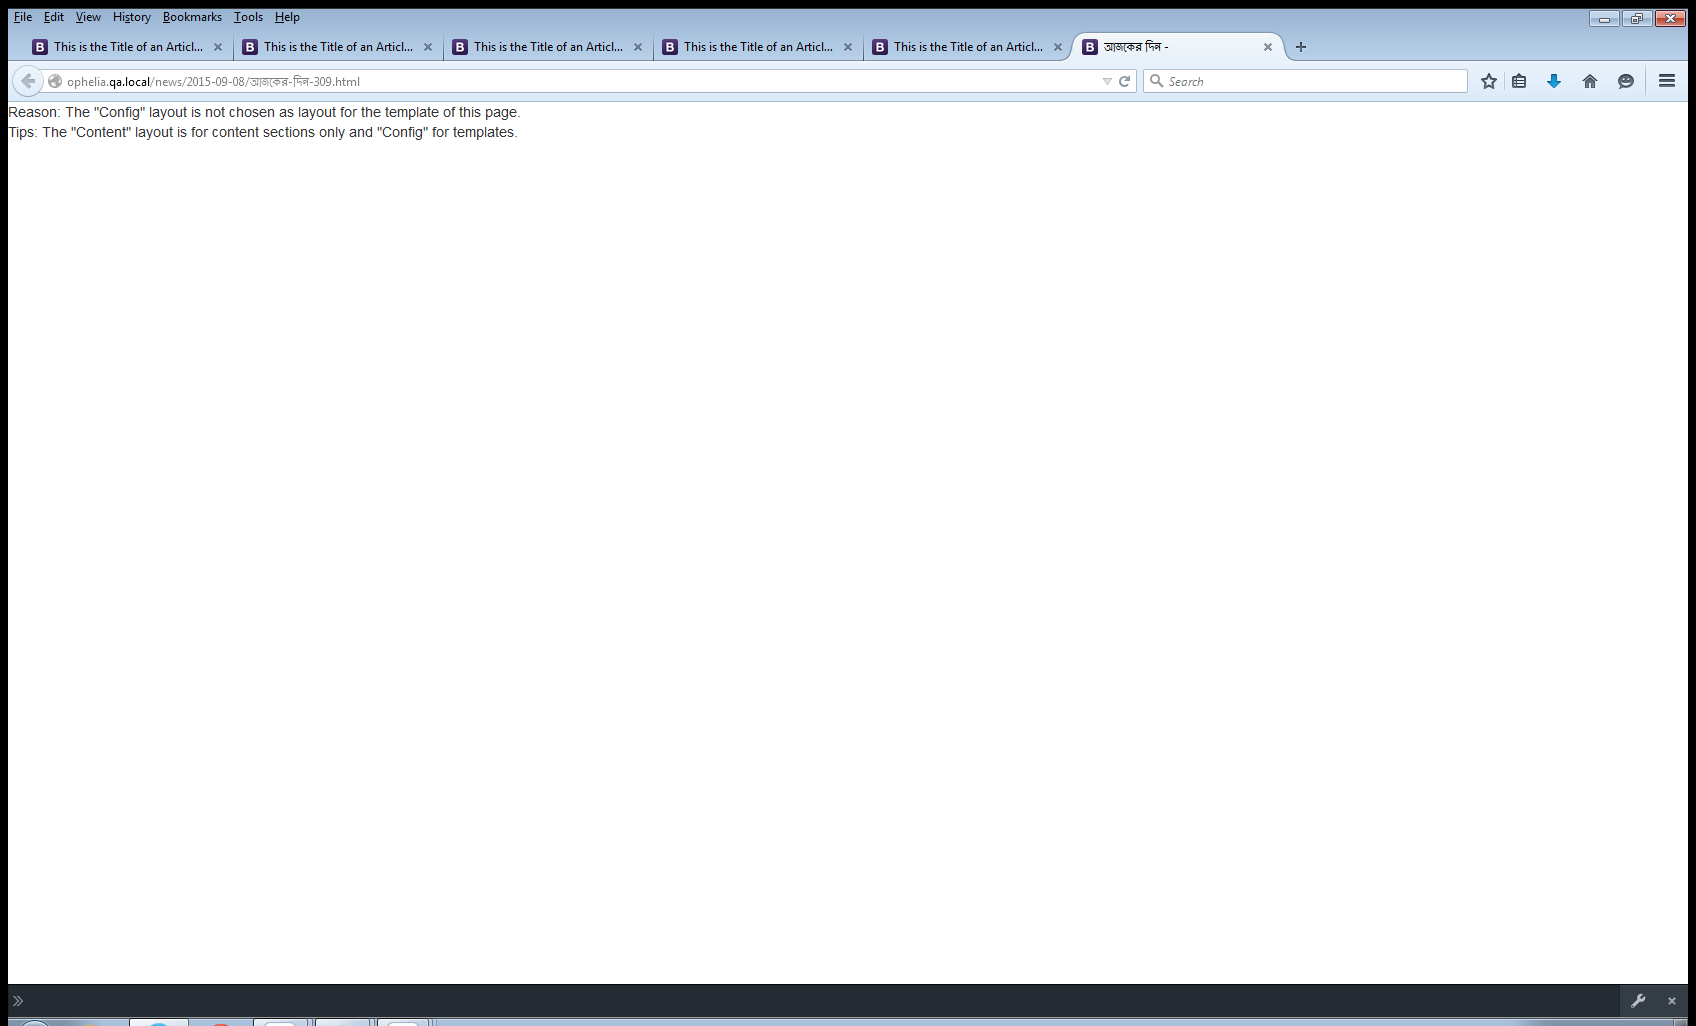 File Edit View History Bookmarks Tools Help
B This is the Title of an Articl... B This is the Title of an Articl... B This is the Title of an Articl... B This is the Title of an Articl... B This is the Title of an Articl... B আজকের দিন -
ophelia.qa.local/news/2015-09-08/আজকের-দিন-309.html Search
Reason: The "Config" layout is not chosen as layout for the template of this page.
Tips: The "Content" layout is for content sections only and "Config" for templates.